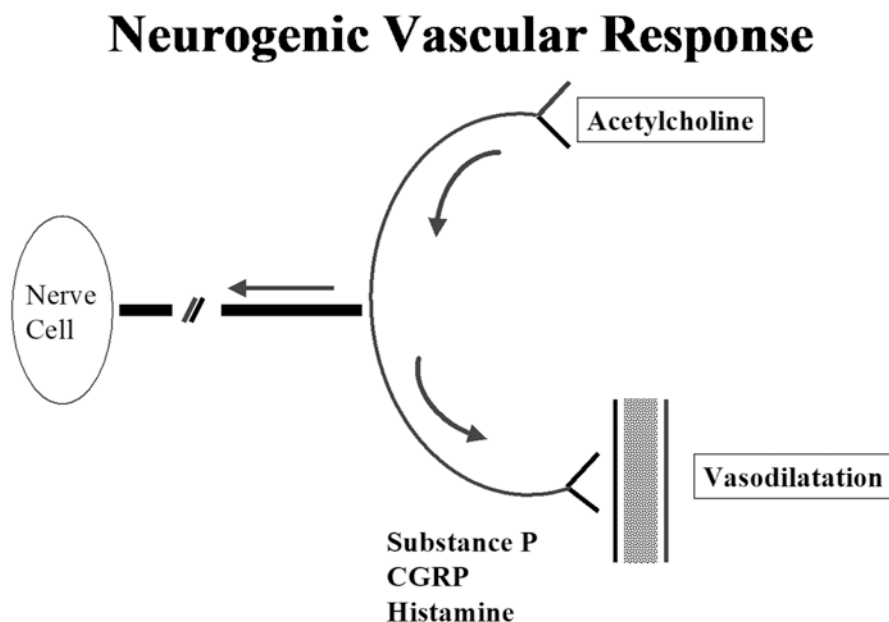 Neurogenic Vascular Response
Acetylcholine
Nerve
Cell
Vasodilatation
Substance P
CGRP
Histamine